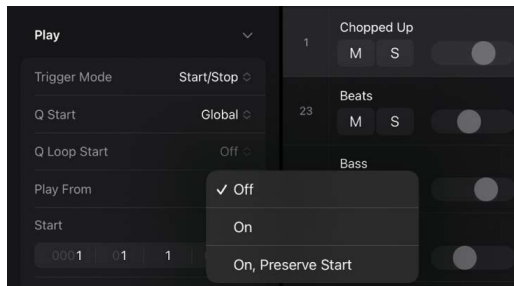 Play
Trigger Mode Start/Stop
Q Start Global
Q Loop Start Off
Play From
Start
0001 01 1
Off
On
On, Preserve Start
1 Chopped Up
M S
23 Beats
M S
Bass